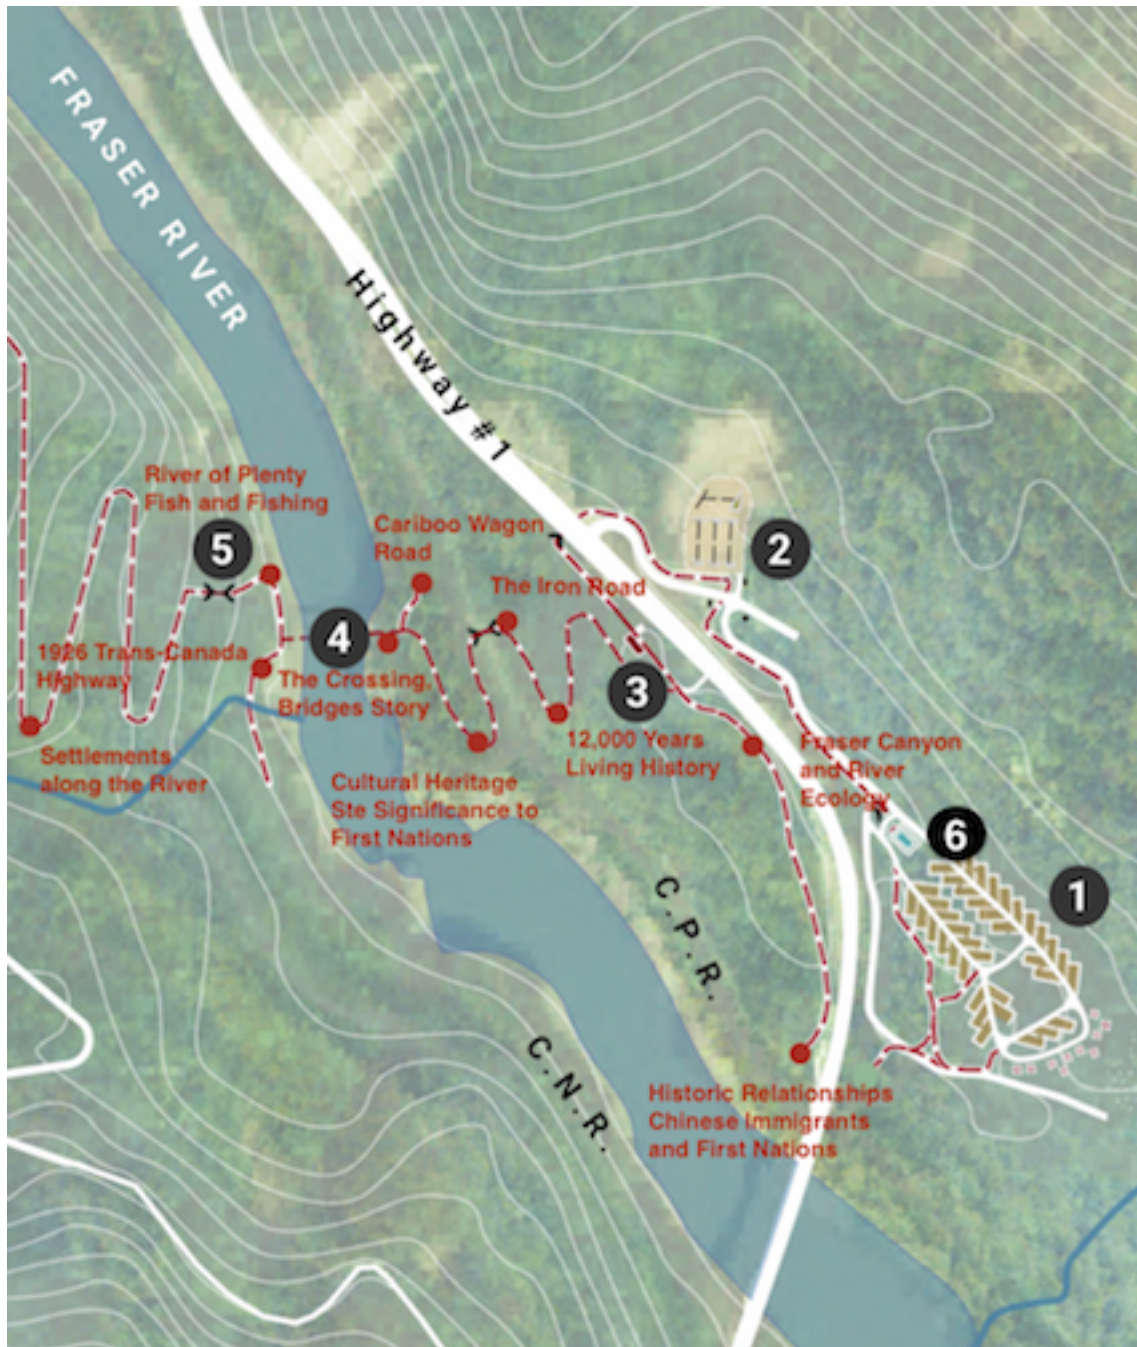 FRASER RIVER
Highway #1
River of Plenty
Fish and Fishing
5
Cariboo Wagon
Road
2
The Iron Road
4
1926 Trans-Canada
Highway
The Crossing,
Bridges Story
3
Settlements
along the River
12,000 Years
Living History
Fraser Canyon
and River
Ecology
Cultural Heritage
Ste Significance to
First Nations
6
1
C.P.R.
C.N.R.
Historic Relationships
Chinese Immigrants
and First Nations